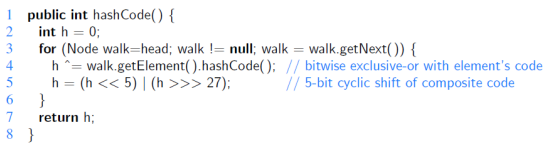 1 public int hashCode() {
2 int h = 0;
3 for (Node walk=head; walk != null; walk = walk.getNext()) {
4 h ^= walk.getElement().hashCode(); // bitwise exclusive-or with element's code
5 h = (h << 5) | (h >>> 27); // 5-bit cyclic shift of composite code
6 }
7 return h;
8 }